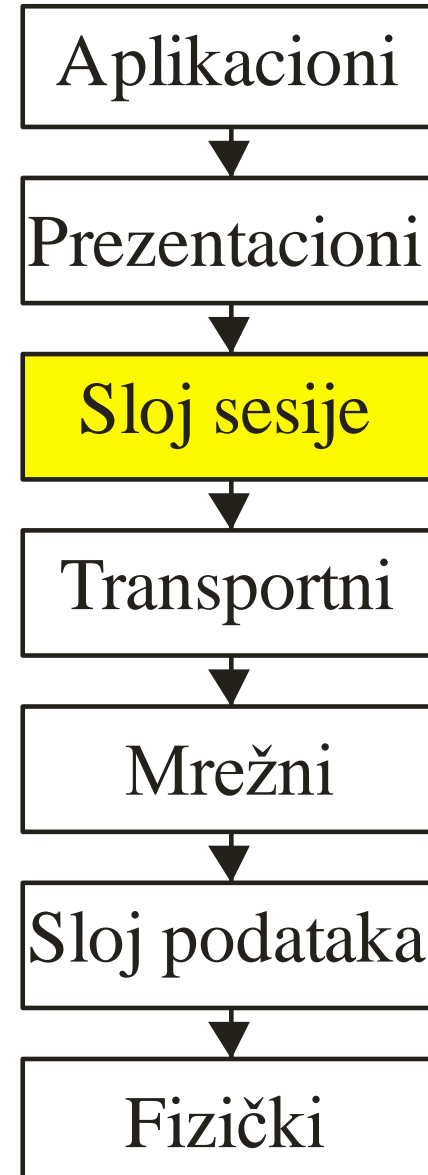 Aplikacioni
Prezentacioni
Sloj sesije
Transportni
Mrežni
Sloj podataka
Fizički